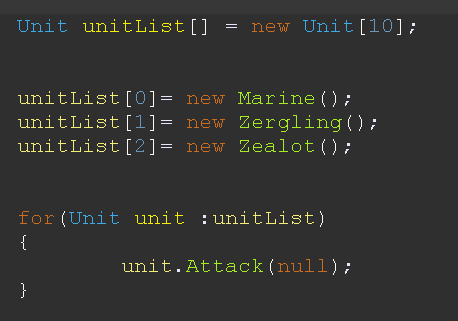 Unit unitList[] = new Unit[10];
unitList[0]= new Marine();
unitList[1]= new Zergling();
unitList[2]= new Zealot();
for(Unit unit :unitList)
{
unit.Attack(null);
}